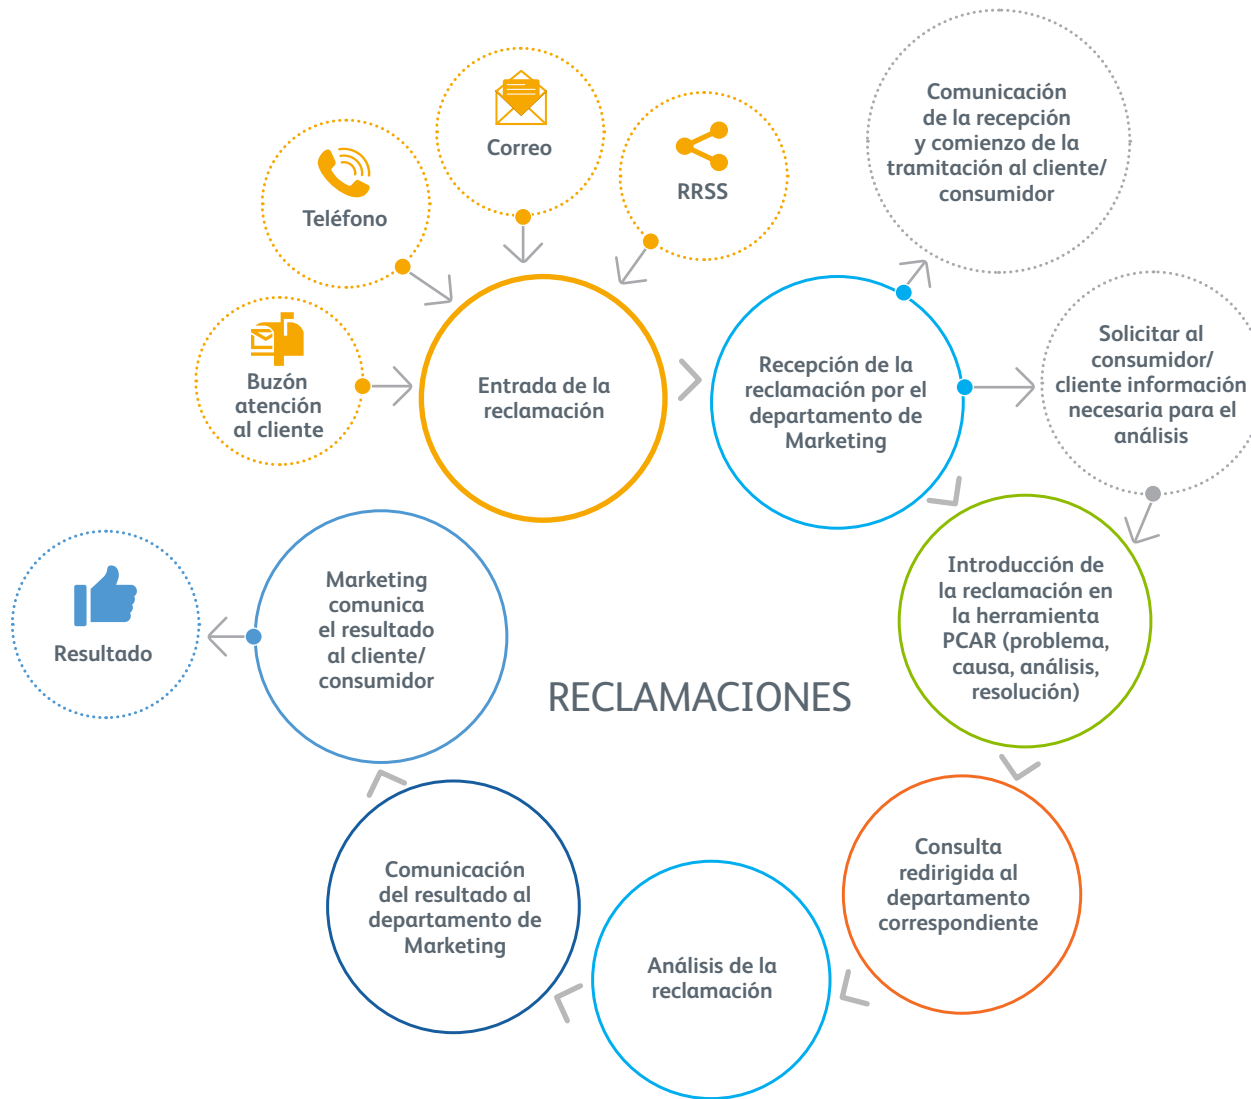 Correo
RRSS
Teléfono
Buzón
atención
al cliente
Entrada de la
reclamación
Recepción de la
reclamación por el
departamento de
Marketing
Comunicación
de la recepción
y comienzo de la
tramitación al cliente/
consumidor
Solicitar al
consumidor/
cliente información
necesaria para el
análisis
Introducción de
la reclamación en
la herramienta
PCAR (problema,
causa, análisis,
resolución)
Consulta
redirigida al
departamento
correspondiente
Análisis de la
reclamación
Comunicación
del resultado al
departamento de
Marketing
Marketing
comunica
el resultado
al cliente/
consumidor
Resultado
RECLAMACIONES